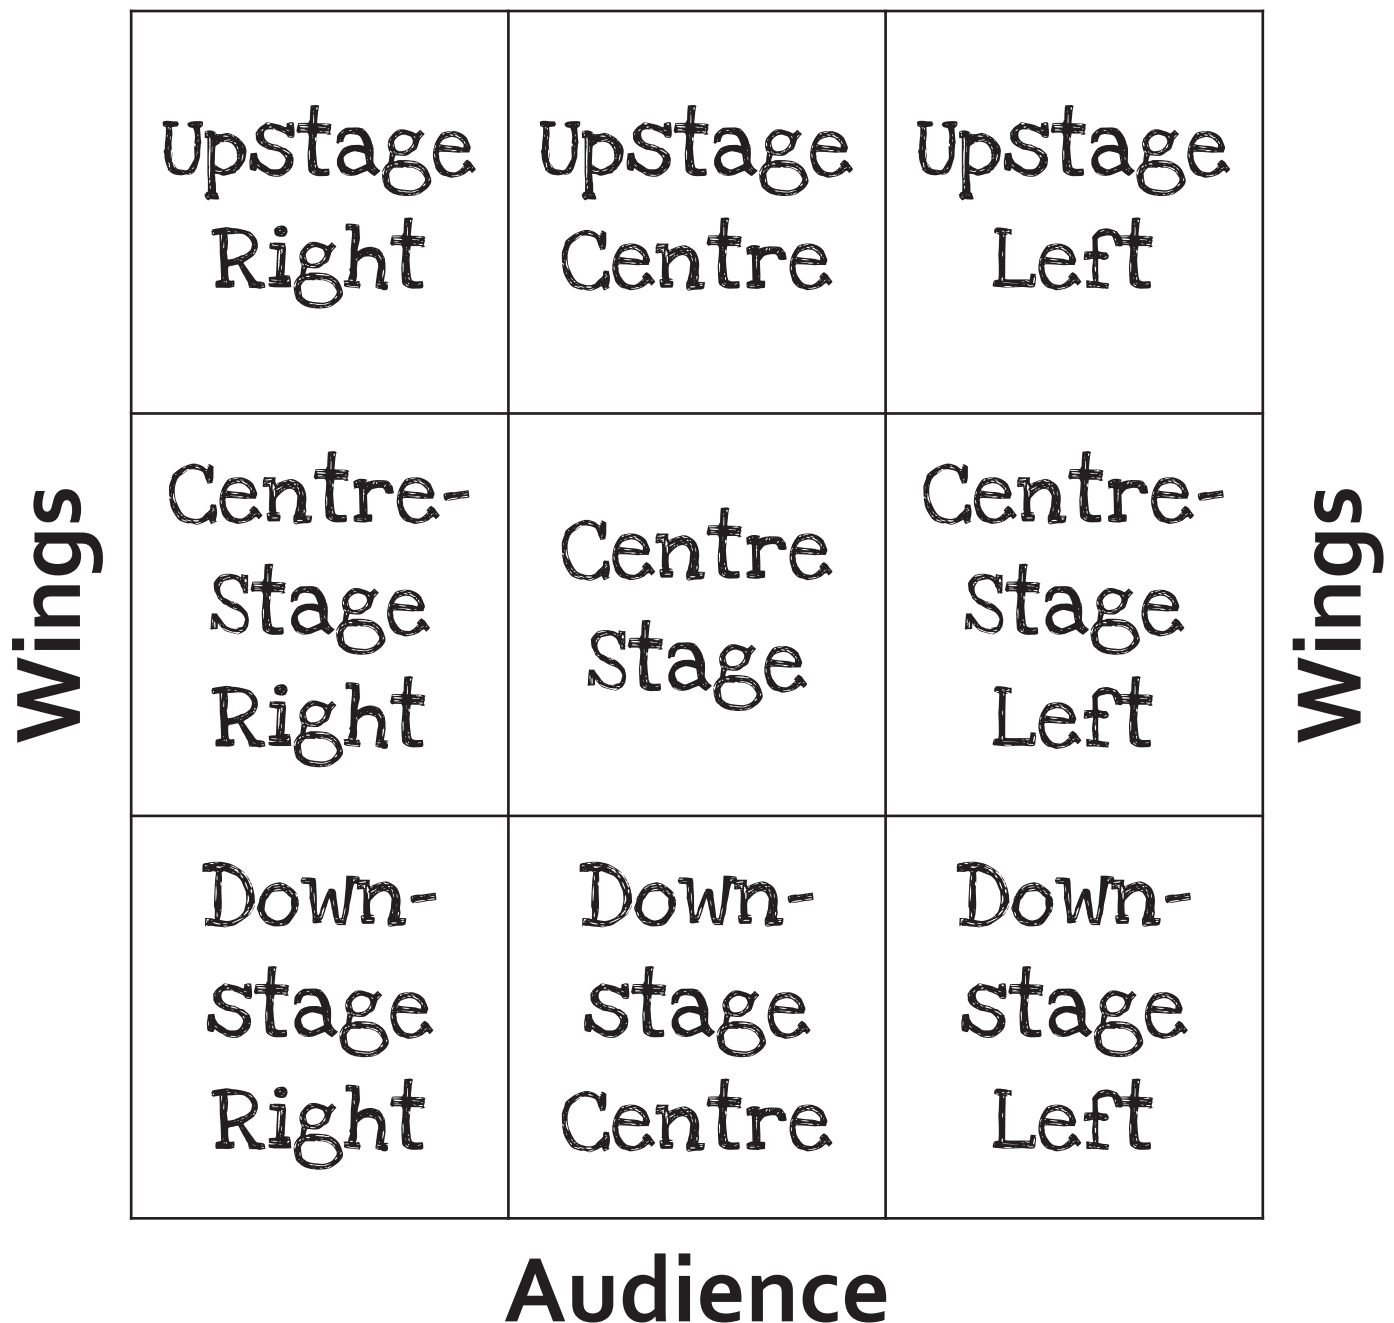 Upstage
Right
Upstage
Centre
Upstage
Left
Wings
Centre-
Stage
Right
Centre
Stage
Centre-
Stage
Left
Wings
Down-
stage
Right
Down-
stage
Centre
Down-
stage
Left
Audience